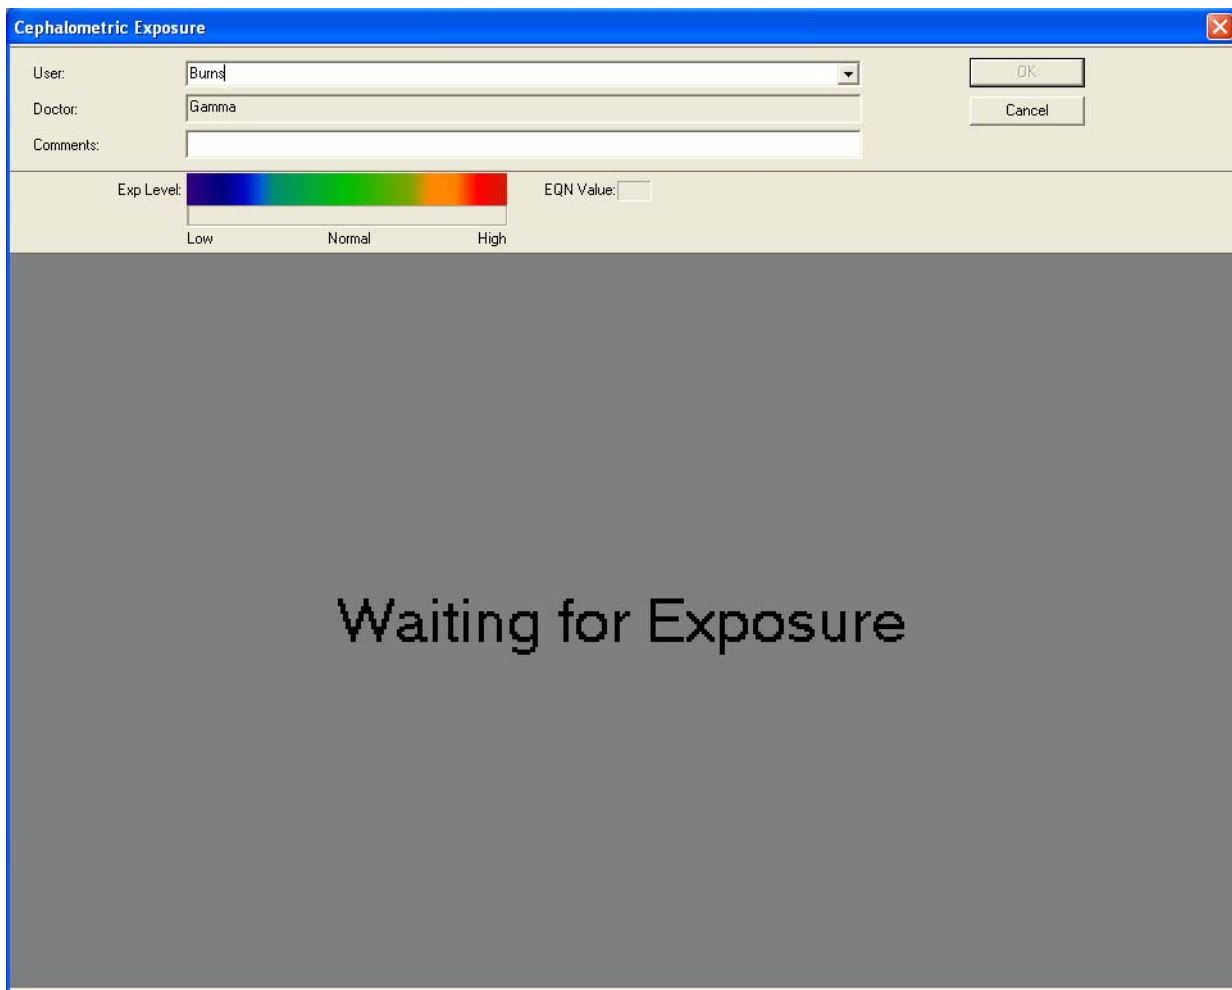 Cephalometric Exposure
User: Burns
OK
Doctor: Gamma
Cancel
Comments:
Exp Level:
EQN Value:
Low Normal High
Waiting for Exposure